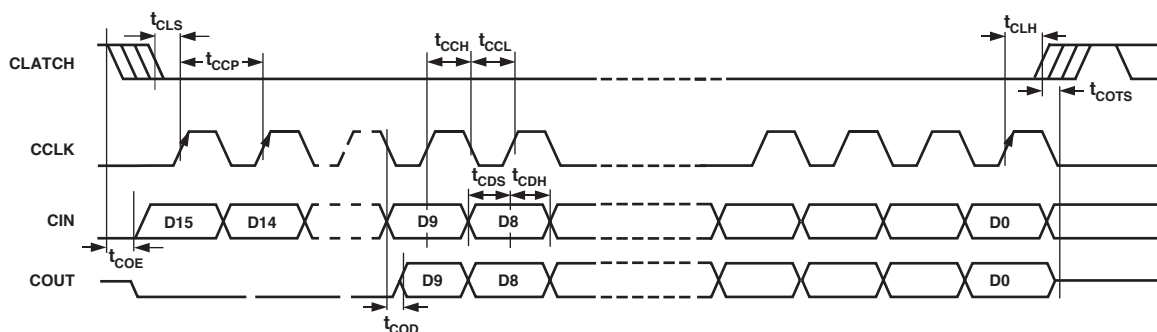 tCLS
tCCH tCCL
tCLH
CLATCH
tCCP
tCOTS
CCLK
tCDS tCDH
CIN D15 D14 D9 D8 D0
tCOE
COUT D9 D8 D0
tCOD